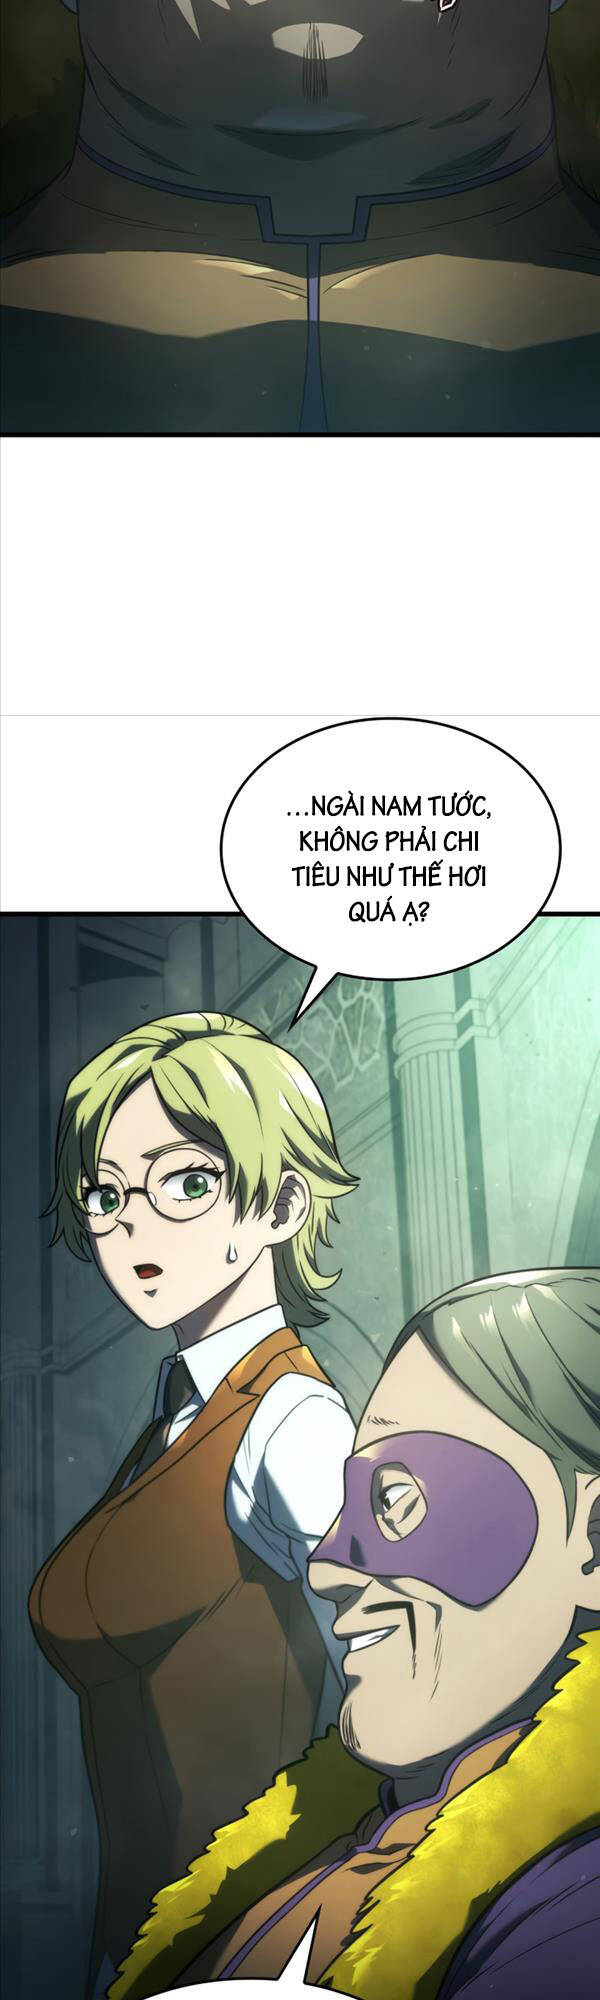 ...NGÀI NAM TƯỚC,
KHÔNG PHẢI CHI
TIÊU NHƯ THẾ HƠI
QUÁ Ạ?